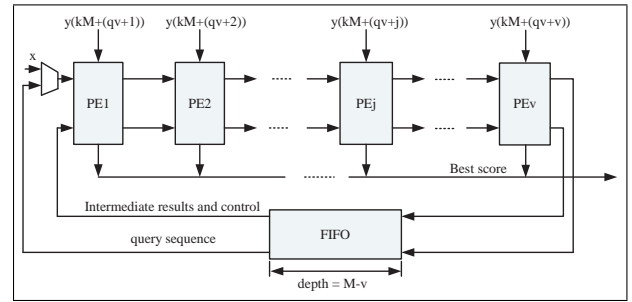 y(kM+(qv+1)) y(kM+(qv+2)) y(kM+(qv+j)) y(kM+(qv+v))
x
PE1 PE2 PEj PEv
Best score
Intermediate results and control
query sequence
FIFO
depth = M-v